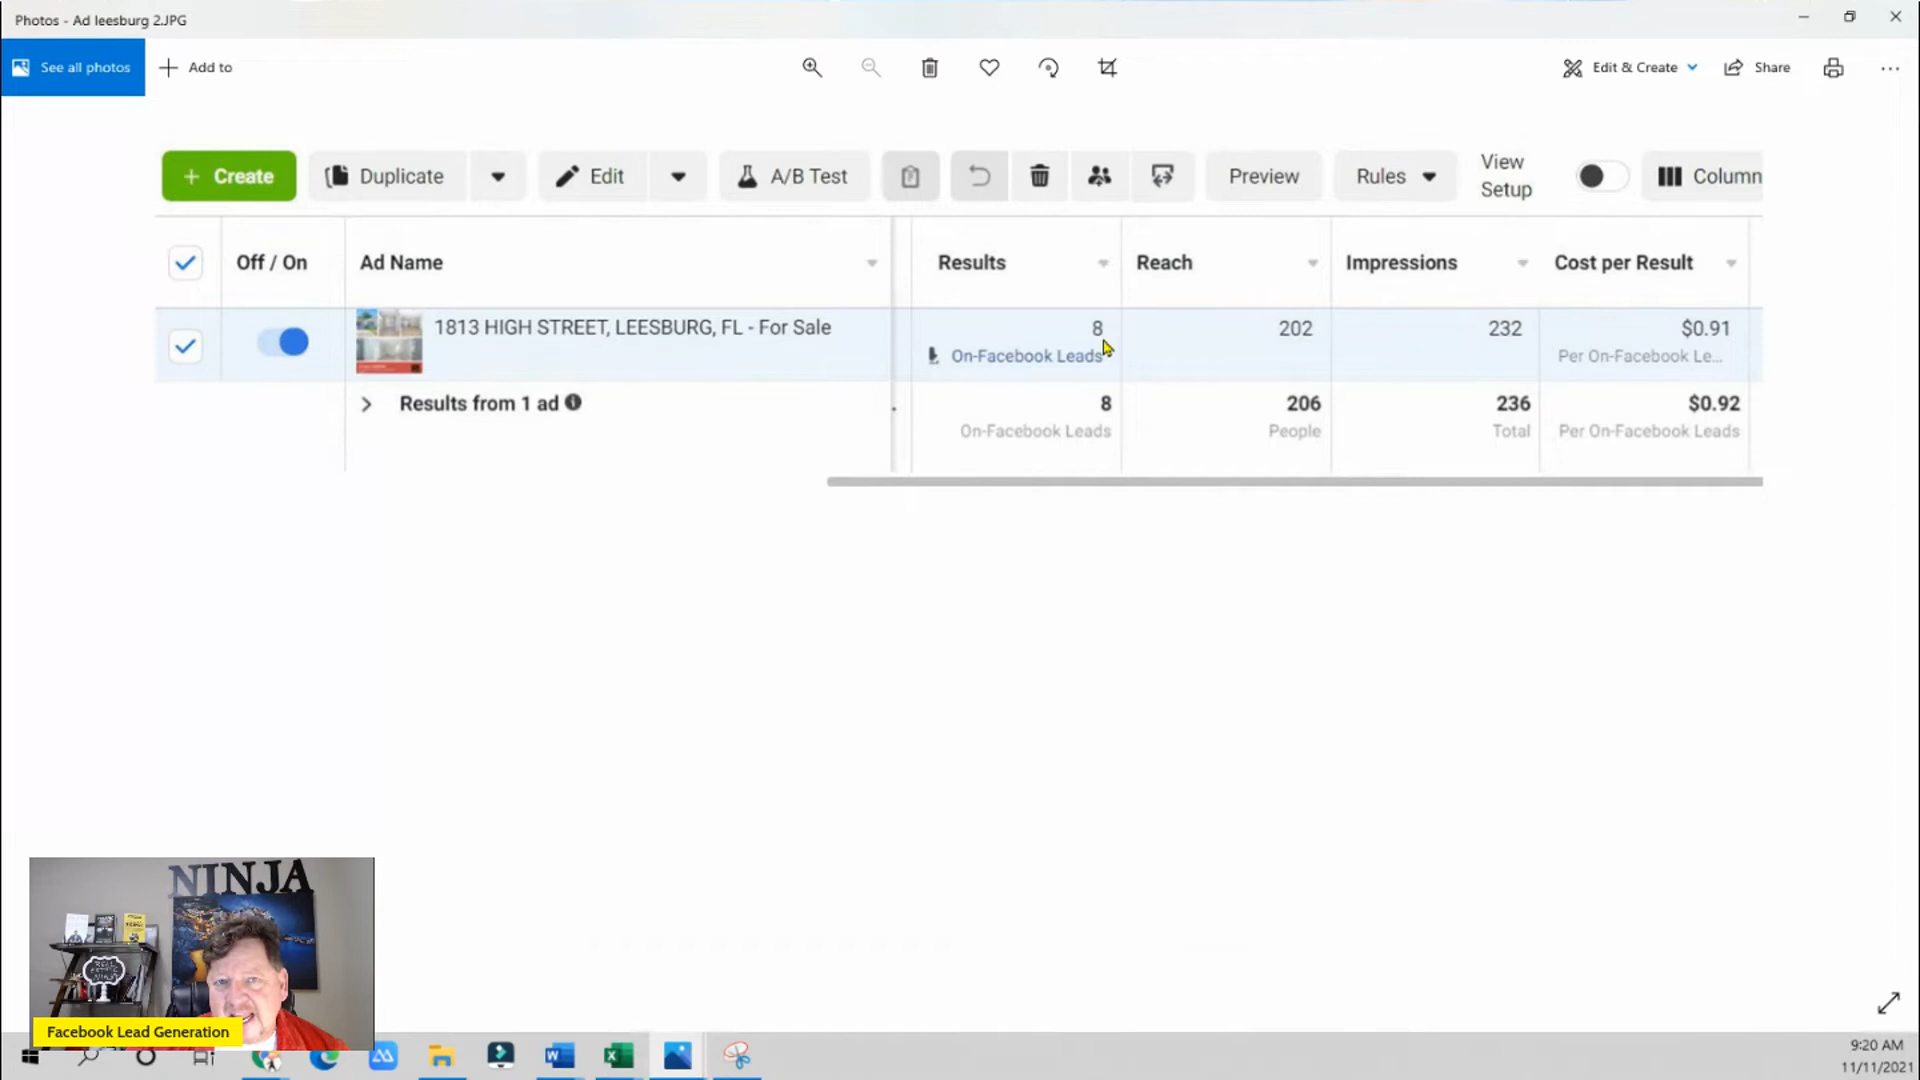 Photos - Ad leesburg 2.JPG
See all photos
Add to
Edit & Create
Share
Create
Duplicate
Edit
A/B Test
Preview
Rules
View
Setup
Column
Off / On
Ad Name
Results
Reach
Impressions
Cost per Result
1813 HIGH STREET, LEESBURG, FL - For Sale
8
202
232
$0.91
On-Facebook Leads
Per On-Facebook Le...
Results from 1 ad
8
206
236
$0.92
On-Facebook Leads
People
Total
Per On-Facebook Leads
NINJA
REAL
ESTATE
NINJA
Facebook Lead Generation
9:20 AM
11/11/2021